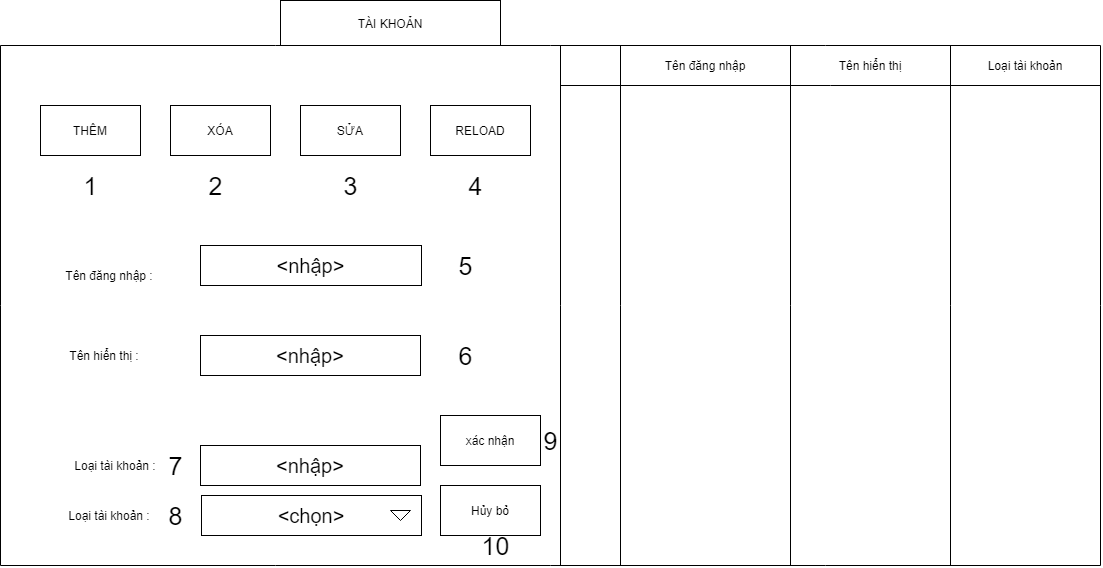 TÀI KHOẢN
Tên đăng nhập
Tên hiển thị
Loại tài khoản
THÊM
XÓA
SỬA
RELOAD
1
2
3
4
Tên đăng nhập :
<nhập>
5
Tên hiển thị :
<nhập>
6
xác nhận
9
Loại tài khoản :
7
<nhập>
Loại tài khoản :
8
<chọn>
Hủy bỏ
10